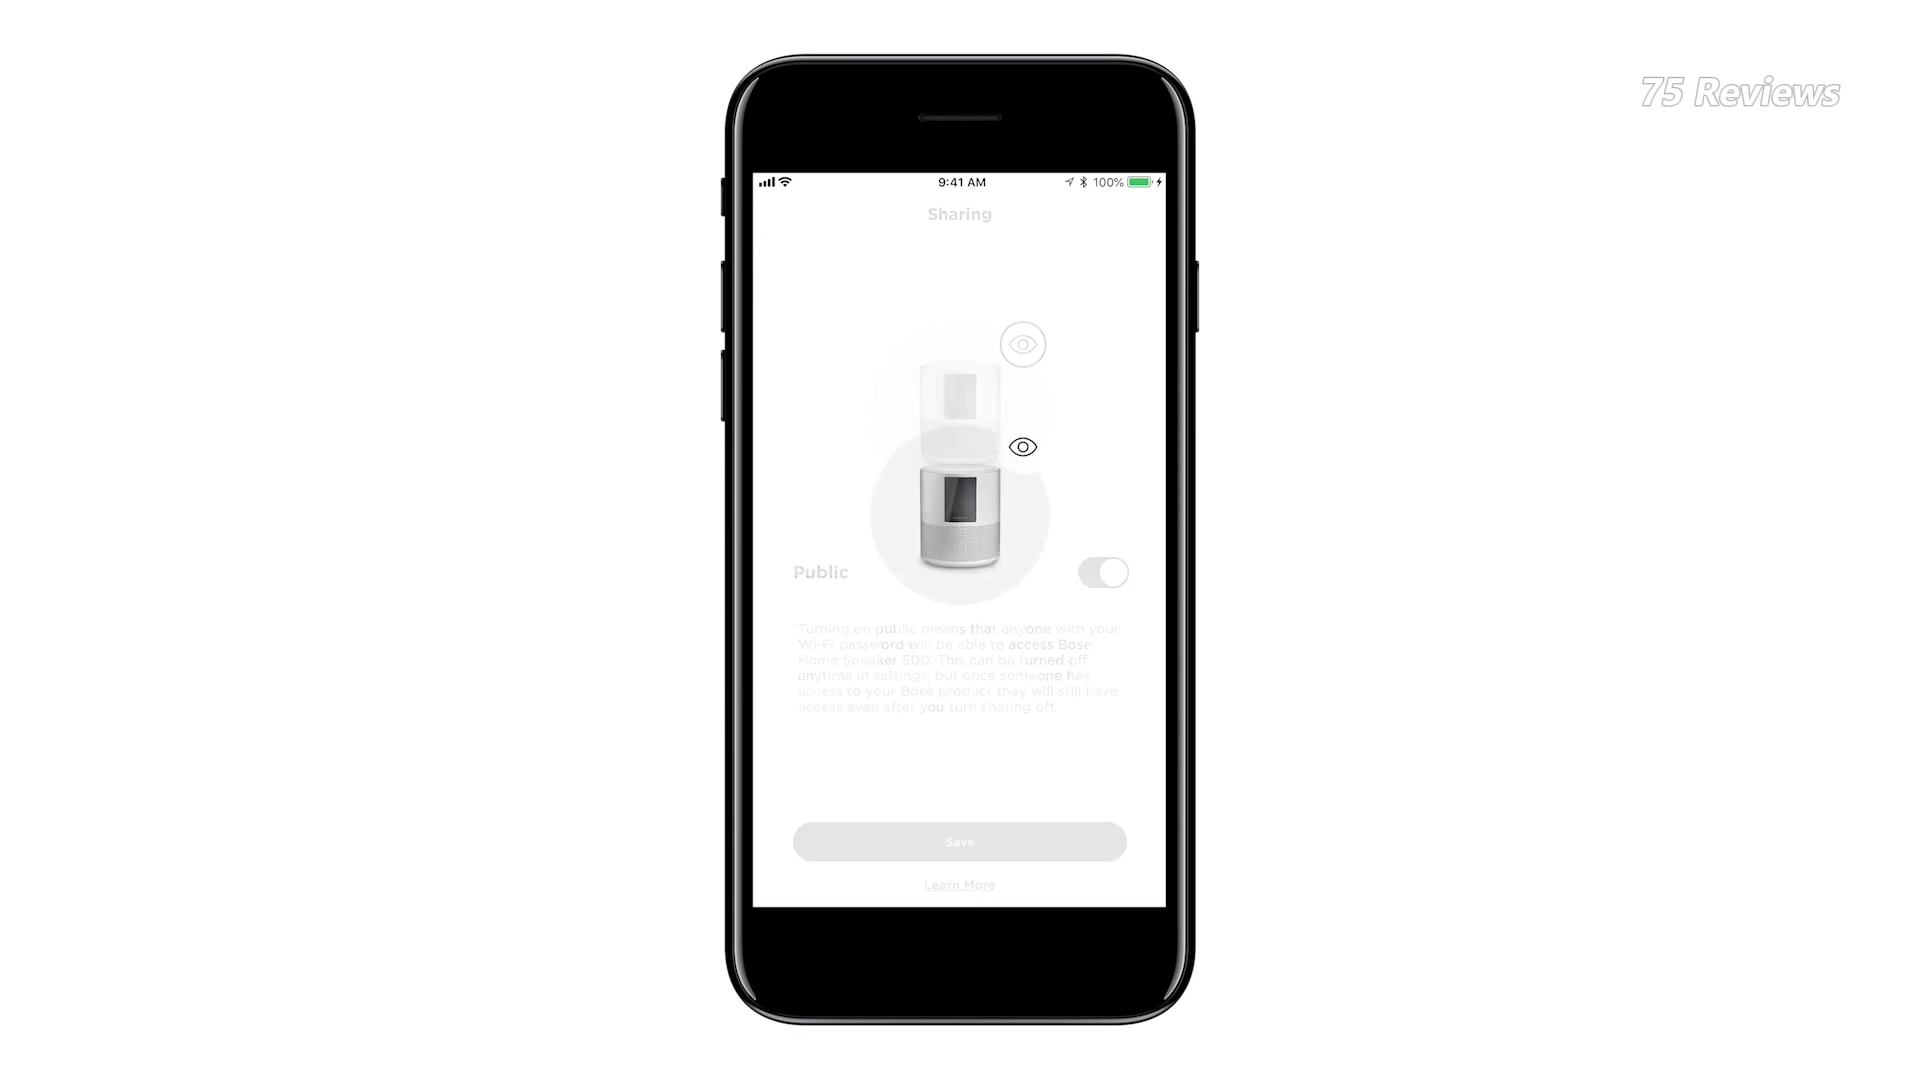 75 Reviews
9:41 AM
100%
Sharing
Public
Turning on public means that anyone with your
Wi-Fi password will be able to access Bose
Home Speaker 500. This can be turned off
anytime in settings, but once someone has
access to your Bose product they will still have
access even after you turn sharing off.
Save
Learn More